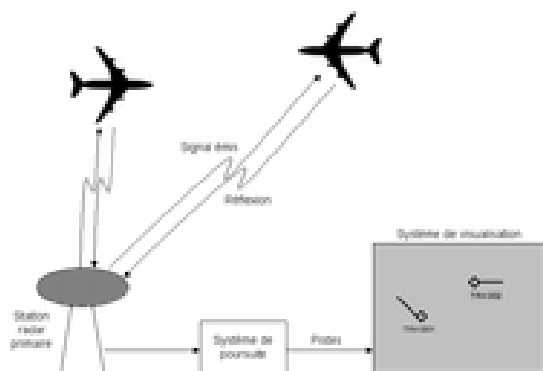 Signal émis
Réflexion
Système de visualisation
Station
radar
primaire
Système de
poursuite
Pistes